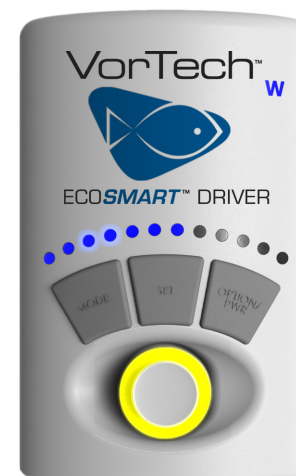 VorTech™
W
ECOSMART™ DRIVER
MODE
SET
OPTION/
PWR